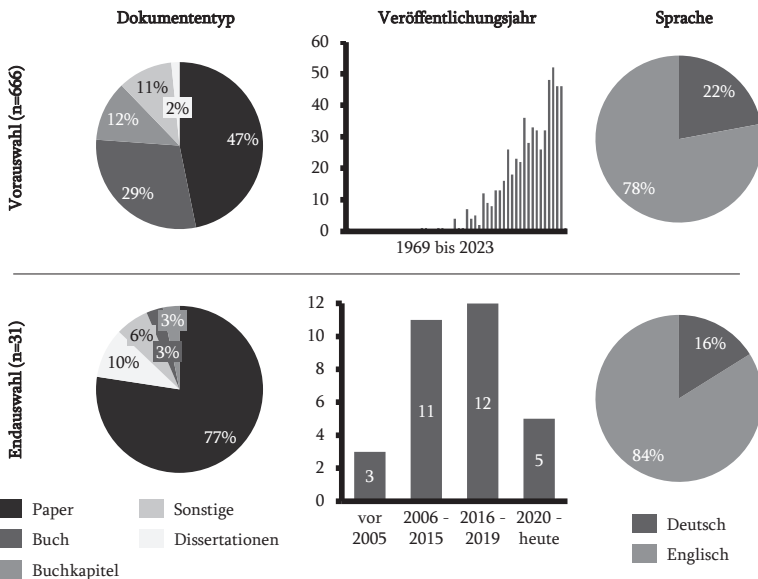 Dokumententyp
Veröffentlichungsjahr
Sprache
Vorauswahl (n=666)
11%
2%
12%
47%
29%
60
50
40
30
20
10
0
1969 bis 2023
22%
78%
Endauswahl (n=31)
3%
6%
3%
10%
77%
12
10
8
6
4
2
0
3
11
12
5
vor 2005
2006 - 2015
2016 - 2019
2020 - heute
16%
84%
Paper
Buch
Buchkapitel
Sonstige
Dissertationen
Deutsch
Englisch